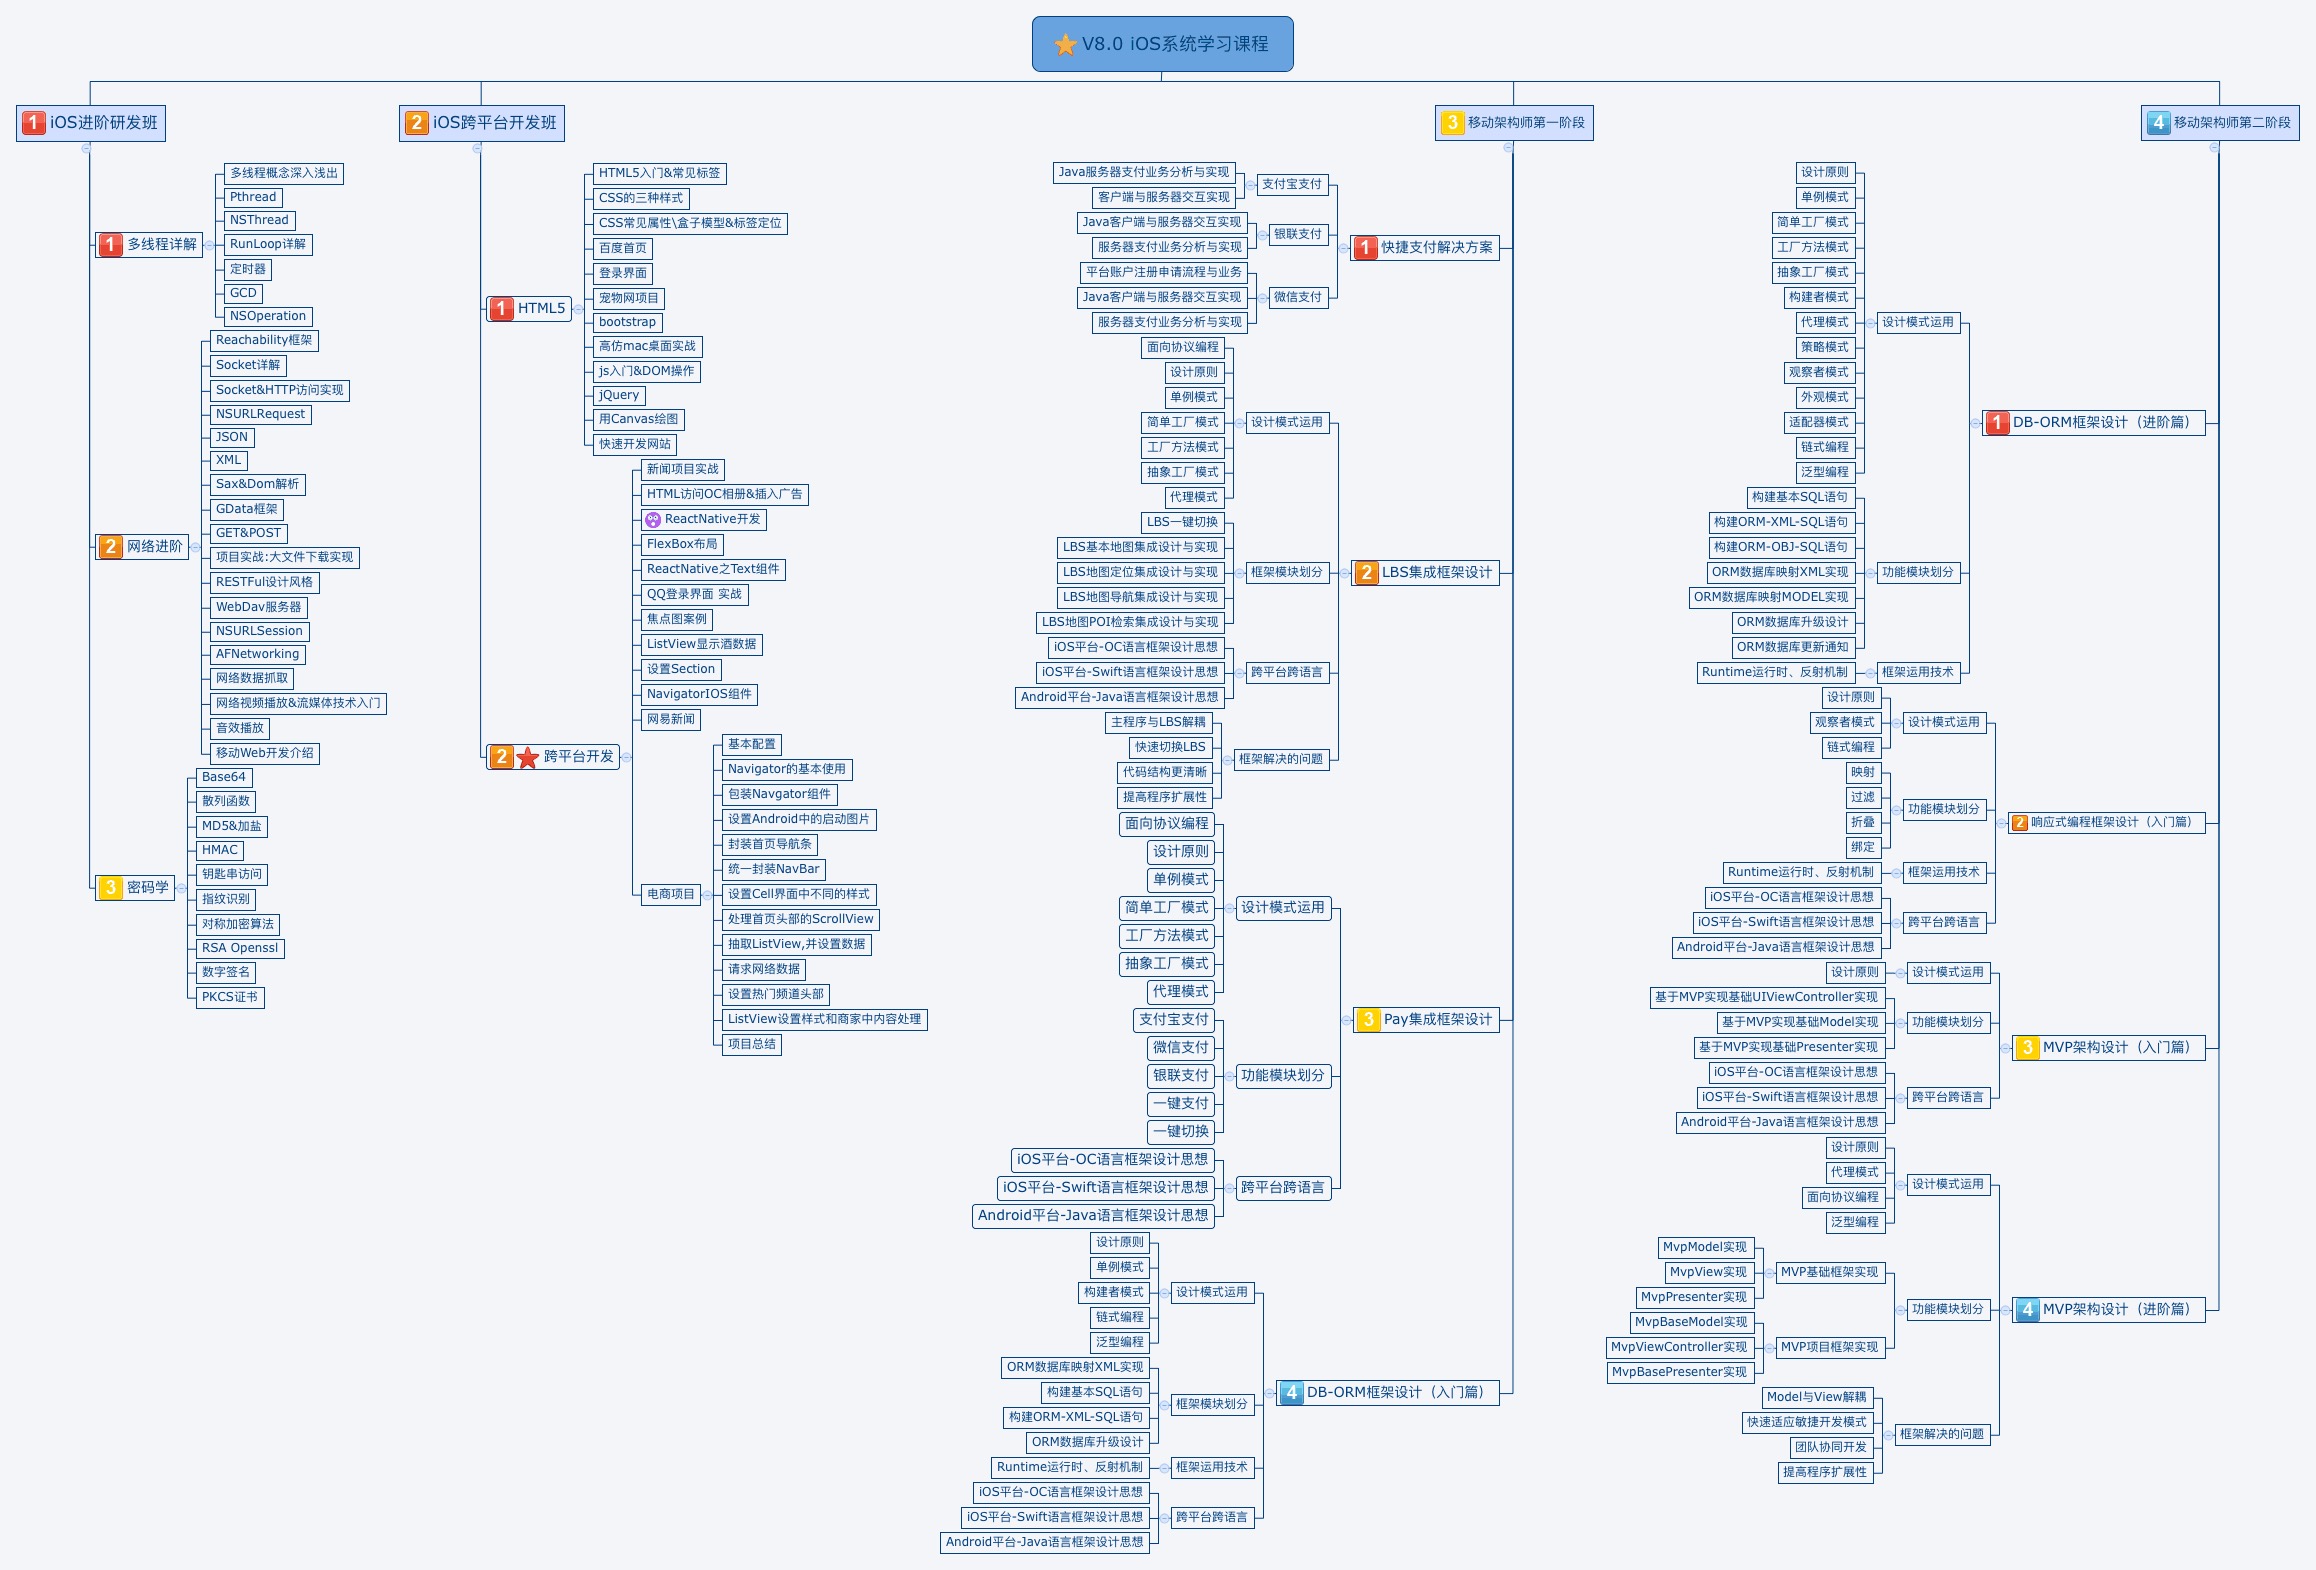 V8.0 iOS系统学习课程
1 iOS进阶研发班
1 多线程详解
多线程概念深入浅出
Pthread
NSThread
RunLoop详解
定时器
GCD
NSOperation
2 网络进阶
Reachability框架
Socket详解
Socket&HTTP访问实现
NSURLRequest
JSON
XML
Sax&Dom解析
GData框架
GET&POST
项目实战:大文件下载实现
RESTFul设计风格
WebDav服务器
NSURLSession
AFNetworking
网络数据抓取
网络视频播放&流媒体技术入门
音效播放
移动Web开发介绍
3 密码学
Base64
散列函数
MD5&加盐
HMAC
钥匙串访问
指纹识别
对称加密算法
RSA Openssl
数字签名
PKCS证书
2 iOS跨平台开发班
1 HTML5
HTML5入门&常见标签
CSS的三种样式
CSS常见属性\盒子模型&标签定位
百度首页
登录界面
宠物网项目
bootstrap
高仿mac桌面实战
js入门&DOM操作
jQuery
用Canvas绘图
快速开发网站
2 跨平台开发
新闻项目实战
HTML访问OC相册&插入广告
ReactNative开发
FlexBox布局
ReactNative之Text组件
QQ登录界面 实战
焦点图案例
ListView显示酒数据
设置Section
NavigatorIOS组件
网易新闻
电商项目
基本配置
Navigator的基本使用
包装Navgator组件
设置Android中的启动图片
封装首页导航条
统一封装NavBar
设置Cell界面中不同的样式
处理首页头部的ScrollView
抽取ListView,并设置数据
请求网络数据
设置热门频道头部
ListView设置样式和商家中内容处理
项目总结
3 移动架构师第一阶段
1 快捷支付解决方案
支付宝支付
Java服务器支付业务分析与实现
客户端与服务器交互实现
银联支付
Java客户端与服务器交互实现
服务器支付业务分析与实现
微信支付
平台账户注册申请流程与业务
Java客户端与服务器交互实现
服务器支付业务分析与实现
2 LBS集成框架设计
设计模式运用
面向协议编程
设计原则
单例模式
简单工厂模式
工厂方法模式
抽象工厂模式
代理模式
框架模块划分
LBS一键切换
LBS基本地图集成设计与实现
LBS地图定位集成设计与实现
LBS地图导航集成设计与实现
LBS地图POI检索集成设计与实现
跨平台跨语言
iOS平台-OC语言框架设计思想
iOS平台-Swift语言框架设计思想
Android平台-Java语言框架设计思想
框架解决的问题
主程序与LBS解耦
快速切换LBS
代码结构更清晰
提高程序扩展性
3 Pay集成框架设计
设计模式运用
面向协议编程
设计原则
单例模式
简单工厂模式
工厂方法模式
抽象工厂模式
代理模式
功能模块划分
支付宝支付
微信支付
银联支付
一键支付
一键切换
跨平台跨语言
iOS平台-OC语言框架设计思想
iOS平台-Swift语言框架设计思想
Android平台-Java语言框架设计思想
4 DB-ORM框架设计（入门篇）
设计模式运用
设计原则
单例模式
构建者模式
链式编程
泛型编程
框架模块划分
ORM数据库映射XML实现
构建基本SQL语句
构建ORM-XML-SQL语句
ORM数据库升级设计
框架运用技术
Runtime运行时、反射机制
跨平台跨语言
iOS平台-OC语言框架设计思想
iOS平台-Swift语言框架设计思想
Android平台-Java语言框架设计思想
4 移动架构师第二阶段
1 DB-ORM框架设计（进阶篇）
设计模式运用
设计原则
单例模式
简单工厂模式
工厂方法模式
抽象工厂模式
构建者模式
代理模式
策略模式
观察者模式
外观模式
适配器模式
链式编程
泛型编程
功能模块划分
构建基本SQL语句
构建ORM-XML-SQL语句
构建ORM-OBJ-SQL语句
ORM数据库映射XML实现
ORM数据库映射MODEL实现
ORM数据库升级设计
ORM数据库更新通知
框架运用技术
Runtime运行时、反射机制
2 响应式编程框架设计（入门篇）
设计模式运用
设计原则
观察者模式
链式编程
功能模块划分
映射
过滤
折叠
绑定
框架运用技术
Runtime运行时、反射机制
跨平台跨语言
iOS平台-OC语言框架设计思想
iOS平台-Swift语言框架设计思想
Android平台-Java语言框架设计思想
3 MVP架构设计（入门篇）
设计模式运用
设计原则
功能模块划分
基于MVP实现基础UIViewController实现
基于MVP实现基础Model实现
基于MVP实现基础Presenter实现
跨平台跨语言
iOS平台-OC语言框架设计思想
iOS平台-Swift语言框架设计思想
Android平台-Java语言框架设计思想
4 MVP架构设计（进阶篇）
设计模式运用
设计原则
代理模式
面向协议编程
泛型编程
功能模块划分
MVP基础框架实现
MvpModel实现
MvpView实现
MvpPresenter实现
MVP项目框架实现
MvpBaseModel实现
MvpViewController实现
MvpBasePresenter实现
框架解决的问题
Model与View解耦
快速适应敏捷开发模式
团队协同开发
提高程序扩展性